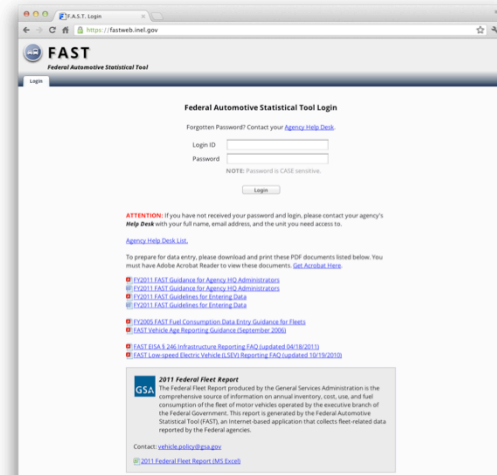 F.A.S.T. Login
https://fastweb.inel.gov
FAST
Federal Automotive Statistical Tool
Login
Federal Automotive Statistical Tool Login
Forgotten Password? Contact your Agency Help Desk.
Login ID
Password
NOTE: Password is CASE sensitive.
Login
ATTENTION: If you have not received your password and login, please contact your agency's
Help Desk with your full name, email address, and the unit you need access to.
Agency Help Desk List.
To prepare for data entry, please download and print these PDF documents listed below. You
must have Adobe Acrobat Reader to view these documents. Get Acrobat Here.
FY2011 FAST Guidance for Agency HQ Administrators
FY2011 FAST Guidance for Agency HQ Administrators
FY2011 FAST Guidelines for Entering Data
FY2011 FAST Guidelines for Entering Data
FY2005 FAST Fuel Consumption Data Entry Guidance for Fleets
FAST Vehicle Age Reporting Guidance (September 2006)
FAST EISA § 246 Infrastructure Reporting FAQ (updated 04/18/2011)
FAST Low-speed Electric Vehicle (LSEV) Reporting FAQ (updated 10/19/2010)
GSA
2011 Federal Fleet Report
The Federal Fleet Report produced by the General Services Administration is the
comprehensive source of information on annual inventory, cost, use, and fuel
consumption of the fleet of motor vehicles operated by the executive branch of
the Federal Government. This report is generated by the Federal Automotive
Statistical Tool (FAST), an Internet-based application that collects fleet-related data
reported by the Federal agencies.
Contact: vehicle.policy@gsa.gov
2011 Federal Fleet Report (MS Excel)